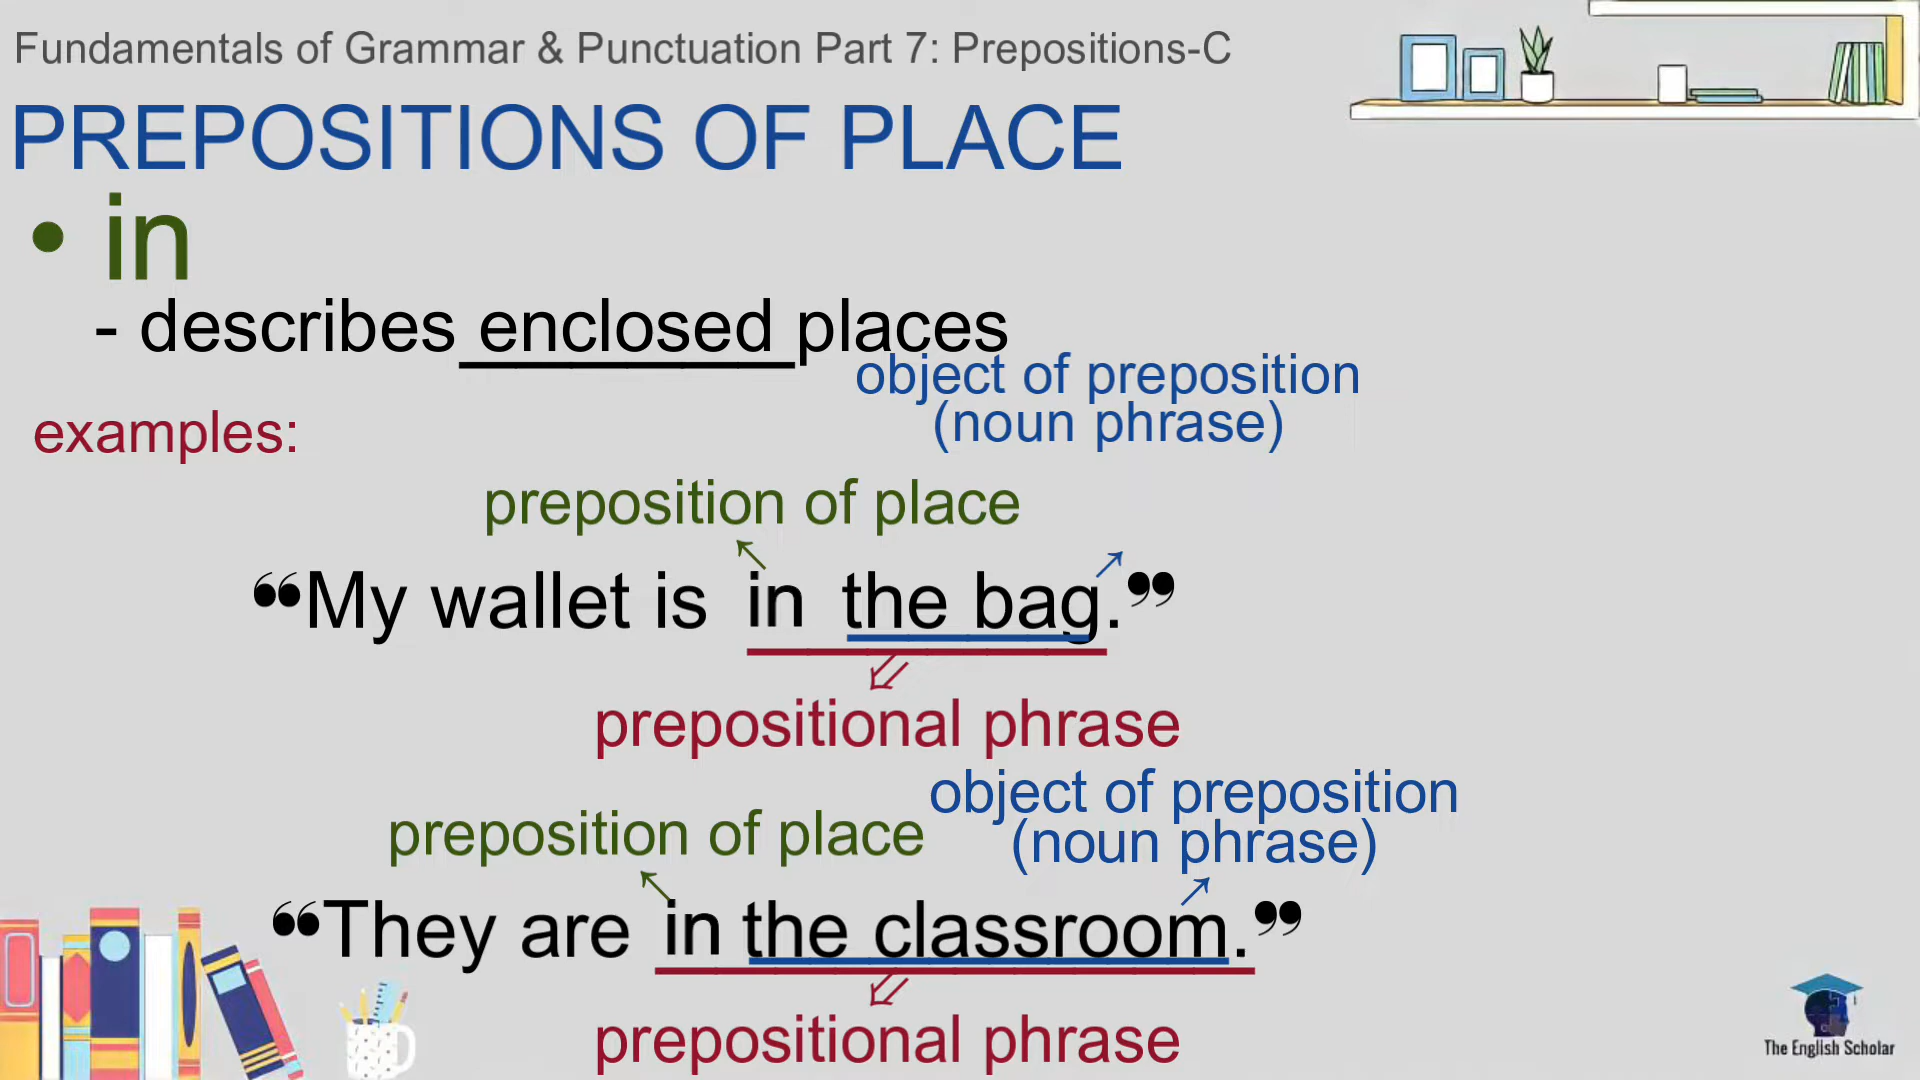 Fundamentals of Grammar & Punctuation Part 7: Prepositions-C
PREPOSITIONS OF PLACE
• in
- describes enclosed places
object of preposition
(noun phrase)
examples:
preposition of place
“My wallet is in the bag.”
prepositional phrase
object of preposition
(noun phrase)
preposition of place
“They are in the classroom.”
prepositional phrase
The English Scholar